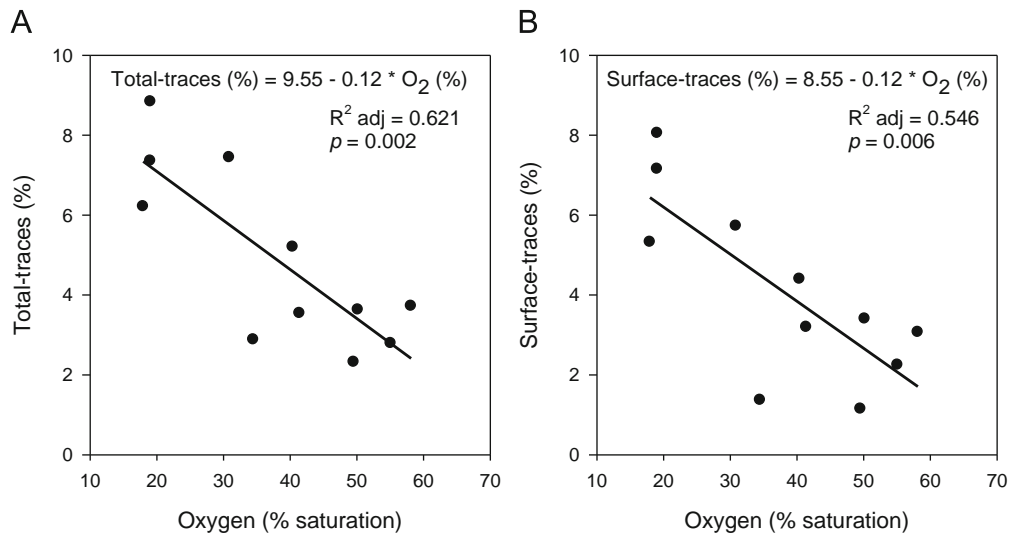 A
Total-traces (%) = 9.55 - 0.12 * O2 (%)
R2 adj = 0.621
p = 0.002
Total-traces (%)
10
8
6
4
2
0
10 20 30 40 50 60 70
Oxygen (% saturation)
B
Surface-traces (%) = 8.55 - 0.12 * O2 (%)
R2 adj = 0.546
p = 0.006
Surface-traces (%)
10
8
6
4
2
0
10 20 30 40 50 60 70
Oxygen (% saturation)